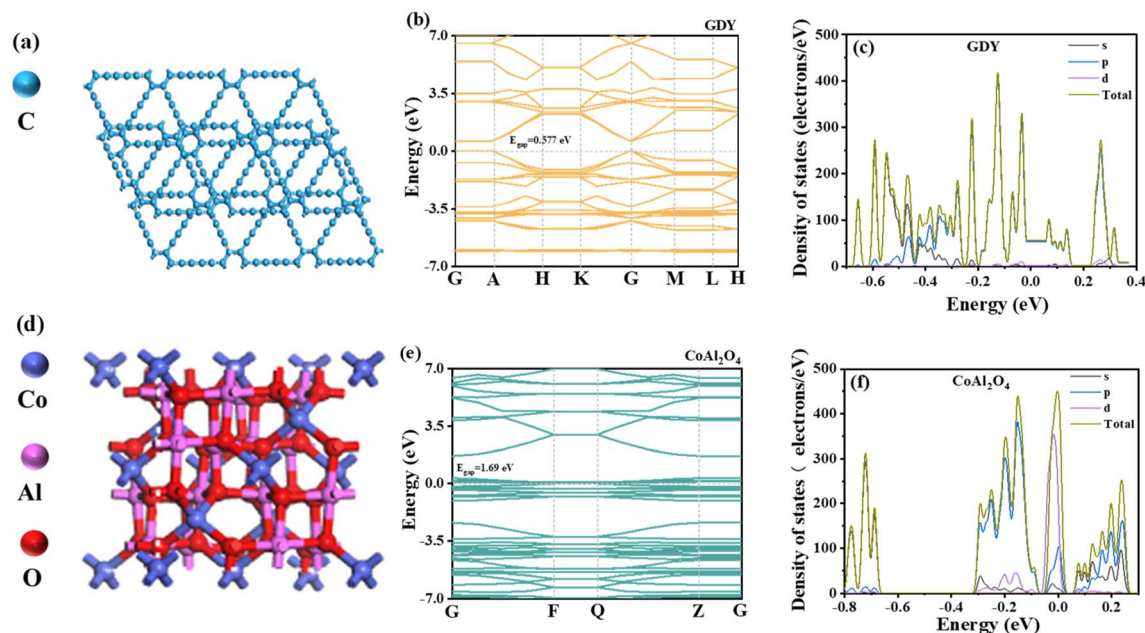 (a)
C
(b)
GDY
Energy (eV)
7.0
3.5
0.0
-3.5
-7.0
E_gap=0.577 eV
G A H K G M L H
(c)
GDY
s
p
d
Total
Density of states (electrons/eV)
500
400
300
200
100
0
-0.6 -0.4 -0.2 0.0 0.2 0.4
Energy (eV)
(d)
Co
Al
O
(e)
CoAl₂O₄
Energy (eV)
7.0
3.5
0.0
-3.5
-7.0
E_gap=1.69 eV
G F Q Z G
(f)
CoAl₂O₄
s
p
d
Total
Density of states ( electrons/eV)
500
400
300
200
100
0
-0.8 -0.6 -0.4 -0.2 0.0 0.2
Energy (eV)